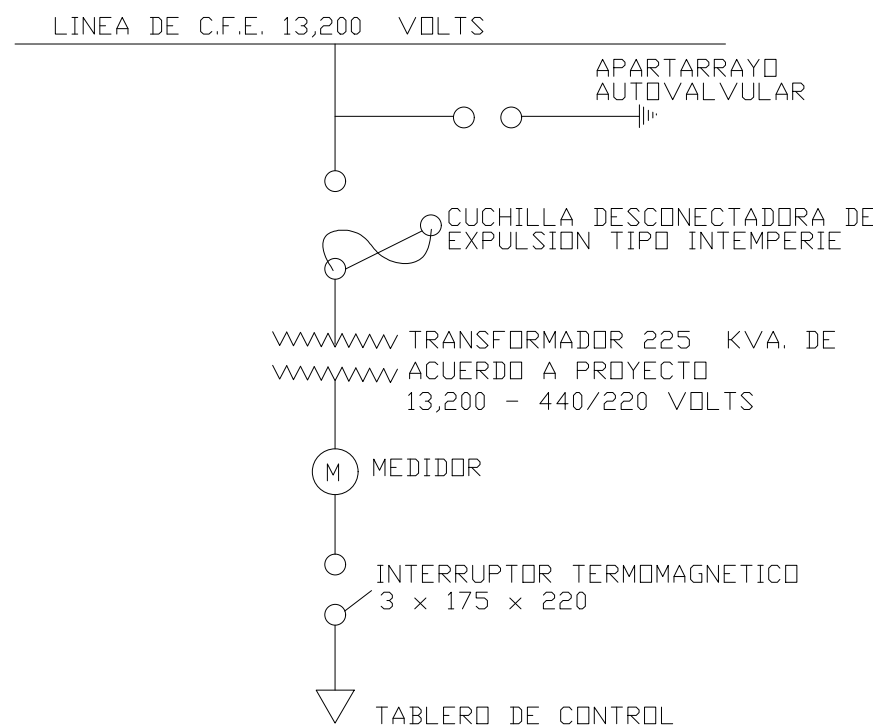 LINEA DE C.F.E. 13,200 VOLTS
APARTARRAYO
AUTOVALVULAR
CUCHILLA DESCONECTADORA DE
EXPULSION TIPO INTEMPERIE
TRANSFORMADOR 225 KVA. DE
ACUERDO A PROYECTO
13,200 - 440/220 VOLTS
M
MEDIDOR
INTERRUPTOR TERMOMAGNETICO
3 x 175 x 220
TABLERO DE CONTROL